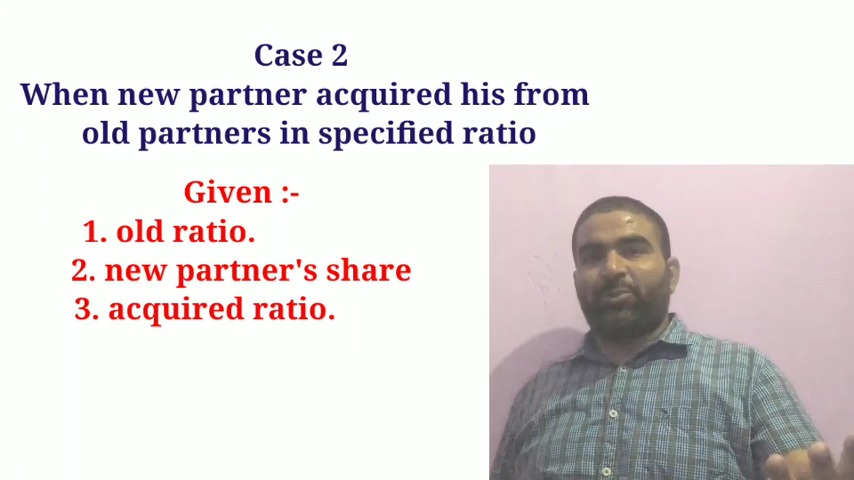 Case 2
When new partner acquired his from
old partners in specified ratio
Given :-
1. old ratio.
2. new partner's share
3. acquired ratio.